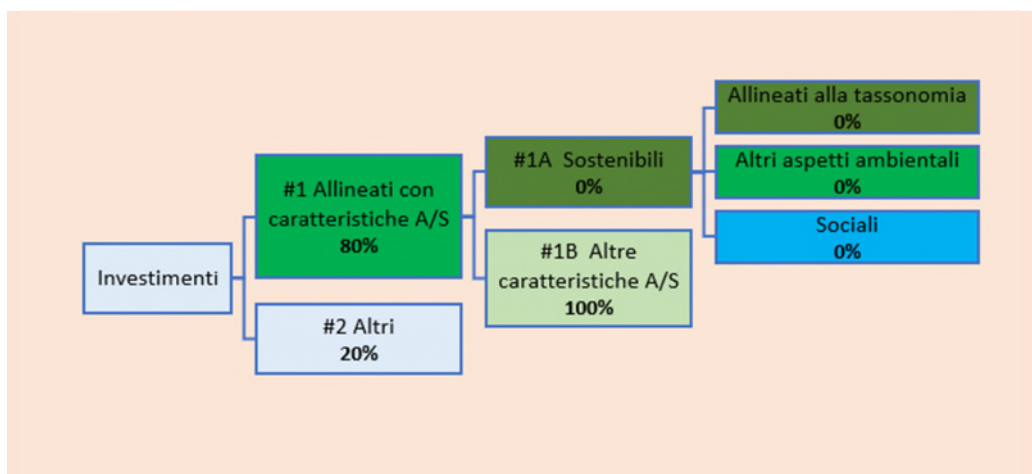 Investimenti
#1 Allineati con
caratteristiche A/S
80%
#2 Altri
20%
#1A Sostenibili
0%
#1B Altre
caratteristiche A/S
100%
Allineati alla tassonomia
0%
Altri aspetti ambientali
0%
Sociali
0%